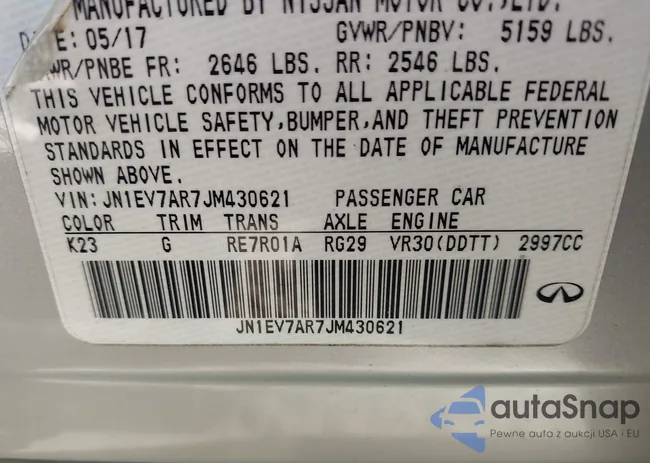 MANUFACTURED BY NISSAN MOTOR CO.,LTD.
DATE: 05/17 GVWR/PNBV: 5159 LBS.
GAWR/PNBE FR: 2646 LBS. RR: 2546 LBS.
THIS VEHICLE CONFORMS TO ALL APPLICABLE FEDERAL
MOTOR VEHICLE SAFETY,BUMPER,AND THEFT PREVENTION
STANDARDS IN EFFECT ON THE DATE OF MANUFACTURE
SHOWN ABOVE.
VIN: JN1EV7AR7JM430621 PASSENGER CAR
COLOR TRIM TRANS AXLE ENGINE
K23 G RE7R01A RG29 VR30(DDTT) 2997CC
JN1EV7AR7JM430621
autoSnap
Pewne auta z aukcji USA i EU